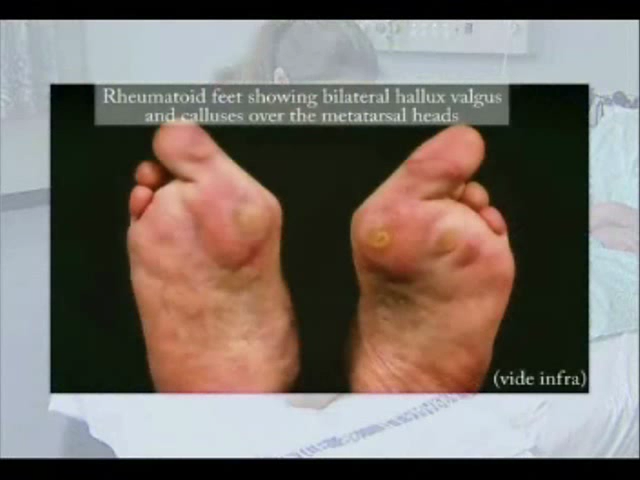 Rheumatoid feet showing bilateral hallux valgus
and calluses over the metatarsal heads
(vide infra)